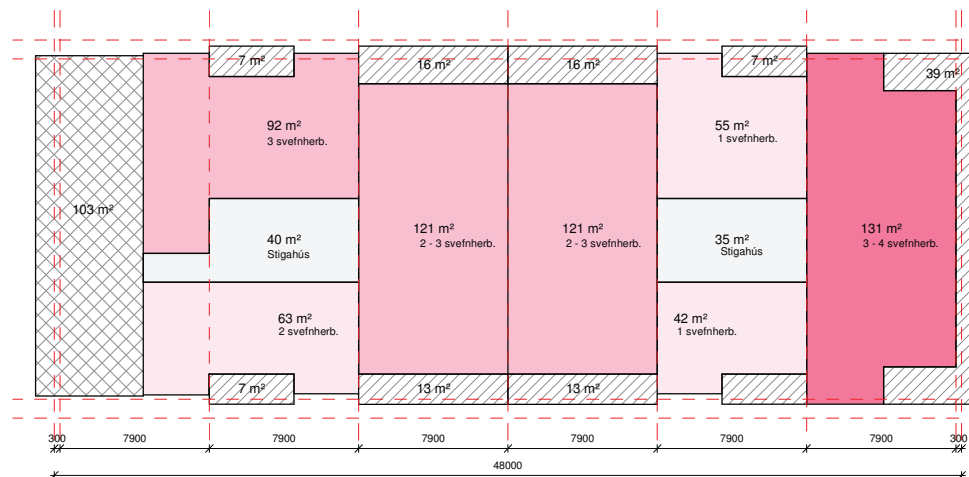 7 m²
16 m²
16 m²
7 m²
39 m²
92 m²
3 svefnherb.
55 m²
1 svefnherb.
103 m²
121 m²
2 - 3 svefnherb.
121 m²
2 - 3 svefnherb.
131 m²
3 - 4 svefnherb.
40 m²
Stigahús
35 m²
Stigahús
63 m²
2 svefnherb.
42 m²
1 svefnherb.
7 m²
13 m²
13 m²
300 7900 7900 7900 7900 7900 7900 300
48000